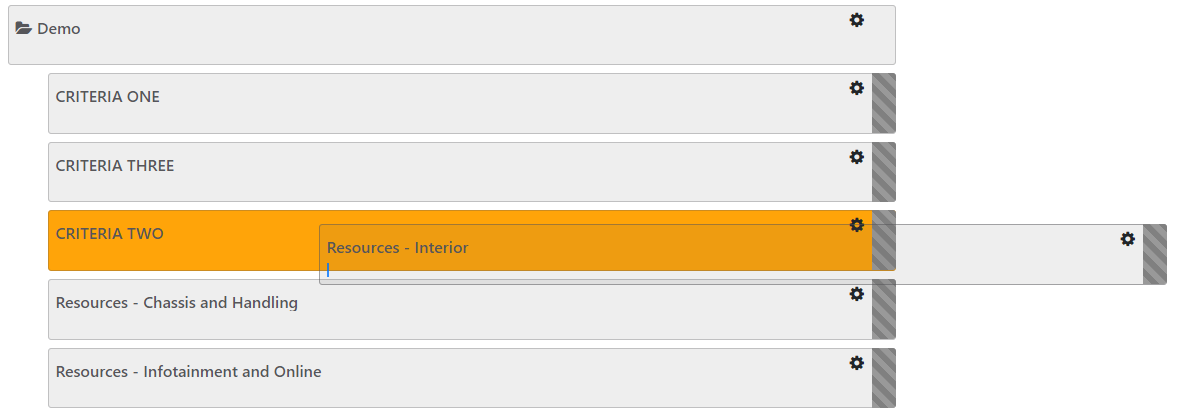 Demo
CRITERIA ONE
CRITERIA THREE
CRITERIA TWO
Resources - Interior
Resources - Chassis and Handling
Resources - Infotainment and Online